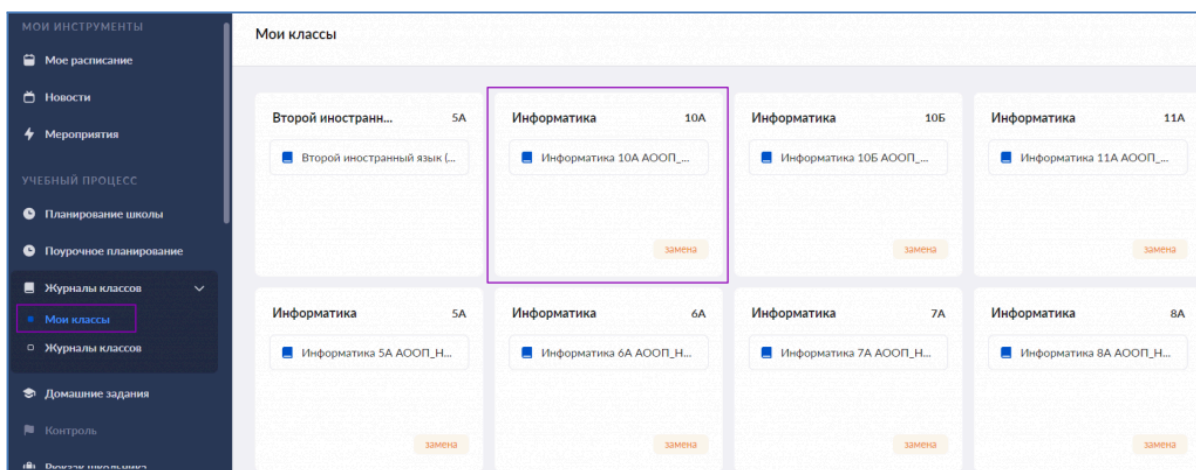 МОИ ИНСТРУМЕНТЫ
Мое расписание
Новости
Мероприятия
УЧЕБНЫЙ ПРОЦЕСС
Планирование школы
Поурочное планирование
Журналы классов
Мои классы
Журналы классов
Домашние задания
Контроль
Рюкзак школьника
Мои классы
Второй иностранн... 5А
Второй иностранный язык (...
Информатика 10А
Информатика 10А АООП_...
замена
Информатика 10Б
Информатика 10Б АООП_...
замена
Информатика 11А
Информатика 11А АООП_...
замена
Информатика 5А
Информатика 5А АООП_Н...
замена
Информатика 6А
Информатика 6А АООП_Н...
замена
Информатика 7А
Информатика 7А АООП_Н...
замена
Информатика 8А
Информатика 8А АООП_Н...
замена